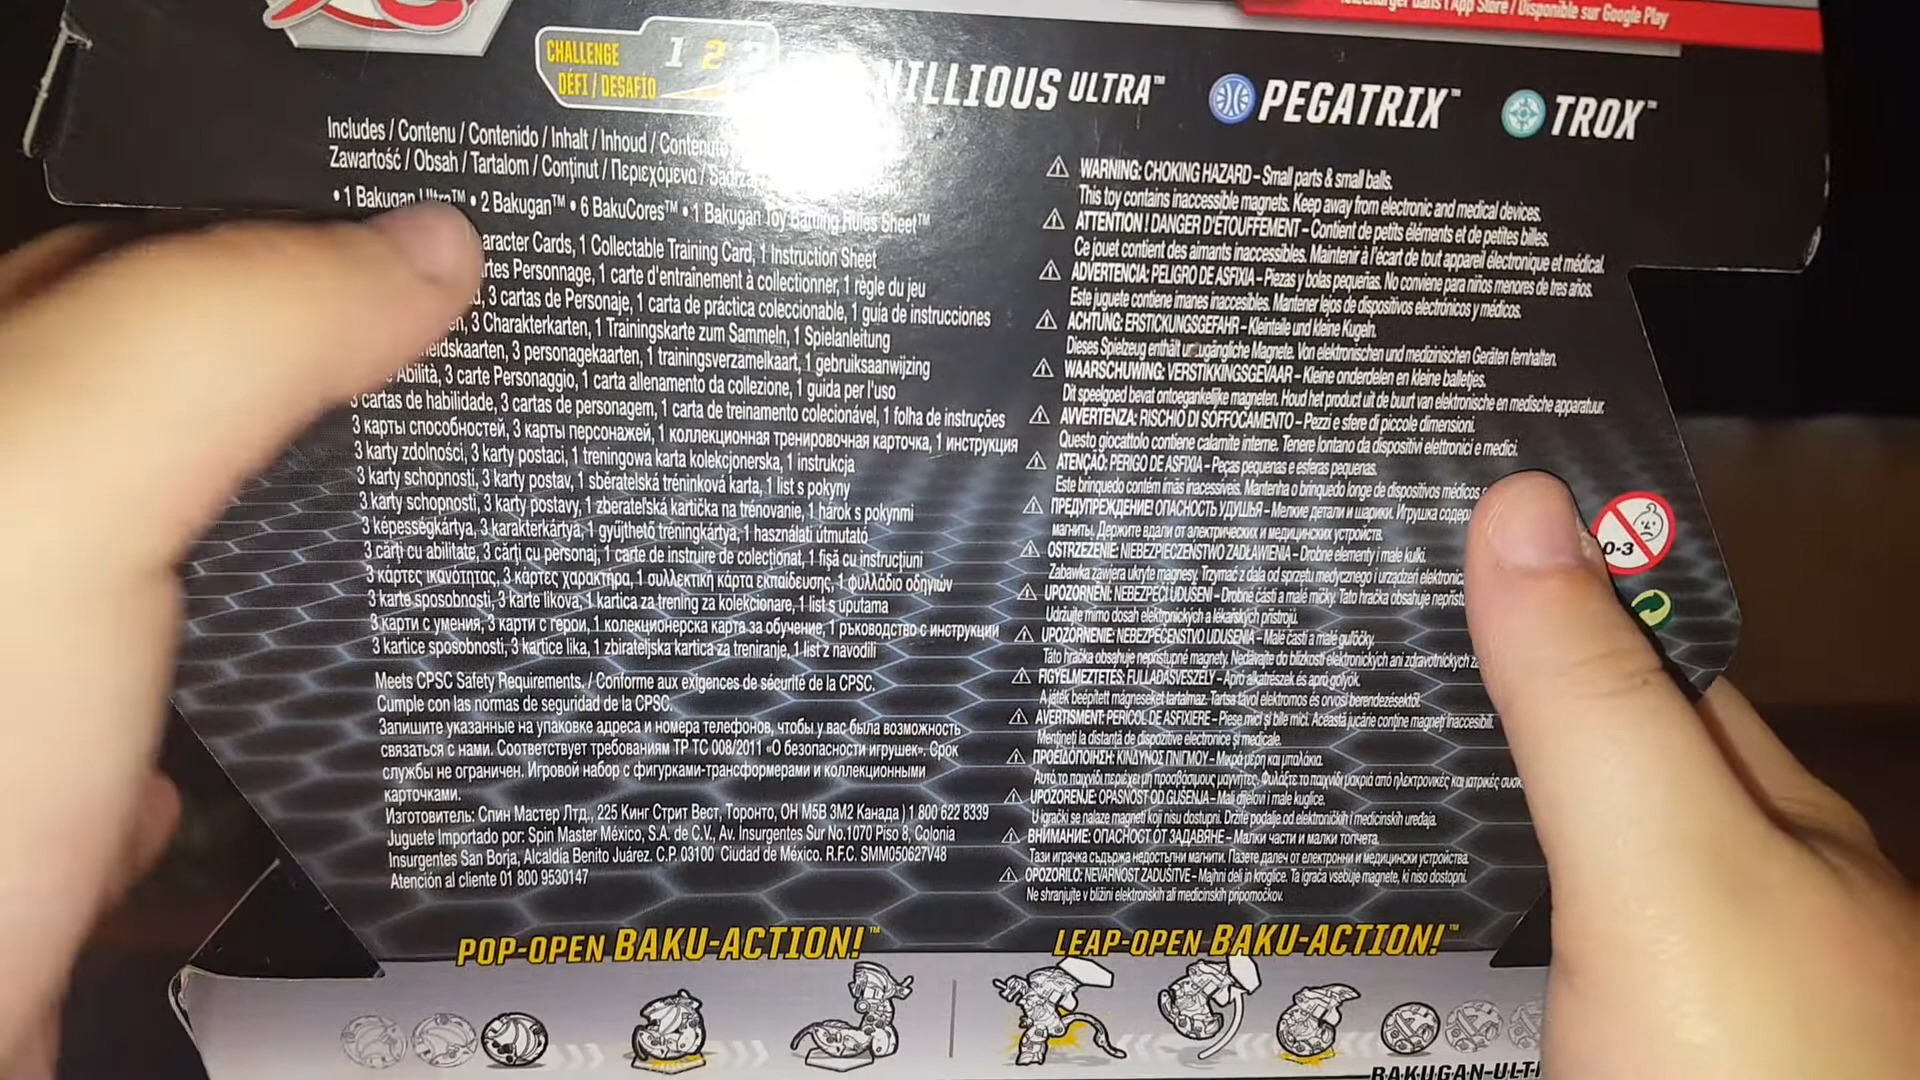 Télécharger dans l'App Store / Disponible sur Google Play
CHALLENGE
DÉFI / DESAFÍO
1 2 3
NILLIOUS ULTRA™
PEGATRIX™
TROX™
Includes / Contenu / Contenido / Inhalt / Inhoud /
Zawartość / Obsah / Tartalom / Conţinut / Περιεχόμενα /
• 1 Bakugan Ultra™ • 2 Bakugan™ • 6 BakuCores™ • 1 Bakugan Toy Battling Rules Sheet™
Cards, 1 Collectable Training Card, 1 Instruction Sheet
Personnage, 1 carte d'entraînement à collectionner, 1 règle du jeu
3 cartas de Personaje, 1 carta de práctica coleccionable, 1 guía de instrucciones
3 Charakterkarten, 1 Trainingskarte zum Sammeln, 1 Spielanleitung
3 personagekaarten, 1 trainingsverzamelkaart, 1 gebruiksaanwijzing
Abilità, 3 carte Personaggio, 1 carta allenamento da collezione, 1 guida per l'uso
3 cartas de habilidade, 3 cartas de personagem, 1 carta de treinamento colecionável, 1 folha de instruções
3 карты способностей, 3 карты персонажей, 1 коллекционная тренировочная карточка, 1 инструкция
3 karty zdolności, 3 karty postaci, 1 treningowa karta kolekcjonerska, 1 instrukcja
3 karty schopností, 3 karty postav, 1 sběratelská tréninková karta, 1 list s pokyny
3 karty schopností, 3 karty postavy, 1 zberateľská kartička na trénovanie, 1 hárok s pokynmi
3 képességkártya, 3 karakterkártya, 1 gyűjthető tréningkártya, 1 használati útmutató
3 cărţi cu abilitate, 3 cărţi cu personaj, 1 carte de instruire de colecţionat, 1 fişă cu instrucţiuni
3 κάρτες ικανότητας, 3 κάρτες χαρακτήρα, 1 συλλεκτική κάρτα εκπαίδευσης, 1 φυλλάδιο οδηγιών
3 karte sposobnosti, 3 karte likova, 1 kartica za trening za kolekcionare, 1 list s uputama
3 карти с умения, 3 карти с герои, 1 колекционерска карта за обучение, 1 ръководство с инструкции
3 kartice sposobnosti, 3 kartice lika, 1 zbirateljska kartica za treniranje, 1 list z navodili
Meets CPSC Safety Requirements. / Conforme aux exigences de sécurité de la CPSC.
Cumple con las normas de seguridad de la CPSC.
Запишите указанные на упаковке адреса и номера телефонов, чтобы у вас была возможность
связаться с нами. Соответствует требованиям ТР ТС 008/2011 «О безопасности игрушек». Срок
службы не ограничен. Игровой набор с фигурками-трансформерами и коллекционными
карточками.
Изготовитель: Спин Мастер Лтд., 225 Кинг Стрит Вест, Торонто, ОН М5В 3М2 Канада ) 1 800 622 8339
Juguete Importado por: Spin Master México, S.A. de C.V., Av. Insurgentes Sur No.1070 Piso 8, Colonia
Insurgentes San Borja, Alcaldía Benito Juárez. C.P. 03100 Ciudad de México. R.F.C. SMM050627V48
Atención al cliente 01 800 9530147
WARNING: CHOKING HAZARD – Small parts & small balls.
This toy contains inaccessible magnets. Keep away from electronic and medical devices.
ATTENTION ! DANGER D'ÉTOUFFEMENT – Contient de petits éléments et de petites billes.
Ce jouet contient des aimants inaccessibles. Maintenir à l'écart de tout appareil électronique et médical.
ADVERTENCIA: PELIGRO DE ASFIXIA – Piezas y bolas pequeñas. No conviene para niños menores de tres años.
Este juguete contiene imanes inaccesibles. Mantener lejos de dispositivos electrónicos y médicos.
ACHTUNG: ERSTICKUNGSGEFAHR – Kleinteile und kleine Kugeln.
Dieses Spielzeug enthält unzugängliche Magnete. Von elektronischen und medizinischen Geräten fernhalten.
WAARSCHUWING: VERSTIKKINGSGEVAAR – Kleine onderdelen en kleine balletjes.
Dit speelgoed bevat ontoegankelijke magneten. Houd het product uit de buurt van elektronische en medische apparatuur.
AVVERTENZA: RISCHIO DI SOFFOCAMENTO – Pezzi e sfere di piccole dimensioni.
Questo giocattolo contiene calamite interne. Tenere lontano da dispositivi elettronici e medici.
ATENÇÃO: PERIGO DE ASFIXIA – Peças pequenas e esferas pequenas.
Este brinquedo contém ímãs inacessíveis. Mantenha o brinquedo longe de dispositivos médicos
ПРЕДУПРЕЖДЕНИЕ! ОПАСНОСТЬ УДУШЬЯ – Мелкие детали и шарики. Игрушка
магниты. Держите вдали от электрических и медицинских устройств.
OSTRZEŻENIE: NIEBEZPIECZEŃSTWO ZADŁAWIENIA – Drobne elementy i małe kulki.
Zabawka zawiera ukryte magnesy. Trzymać z dala od sprzętu medycznego i urządzeń
UPOZORNĚNÍ: NEBEZPEČÍ UDUŠENÍ – Drobné části a malé míčky. Tato hračka obsahuje
Udržujte mimo dosah elektronických a lékařských přístrojů.
UPOZORNENIE: NEBEZPEČENSTVO UDUSENIA – Malé časti a malé guľôčky.
Táto hračka obsahuje neprístupné magnety. Nedávajte do blízkosti elektronických ani zdravotníckych
FIGYELMEZTETÉS: FULLADÁSVESZÉLY – Apró alkatrészek és apró golyók.
A játék beépített mágneseket tartalmaz. Tartsa távol elektromos és orvosi berendezésektől.
AVERTISMENT: PERICOL DE ASFIXIERE – Piese mici şi bile mici. Această jucărie conţine magneţi inaccesibili.
Menţineţi la distanţă de dispozitive electronice şi medicale.
ΠΡΟΕΙΔΟΠΟΙΗΣΗ: ΚΙΝΔΥΝΟΣ ΠΝΙΓΜΟΥ – Μικρά μέρη και μπαλάκια.
Αυτό το παιχνίδι περιέχει μη προσβάσιμους μαγνήτες. Φυλάξτε το παιχνίδι μακριά από ηλεκτρονικές και ιατρικές
UPOZORENJE: OPASNOST OD GUŠENJA – Mali dijelovi i male kuglice.
U igrački se nalaze magneti koji nisu dostupni. Držite podalje od elektroničkih i medicinskih uređaja.
ВНИМАНИЕ: ОПАСНОСТ ОТ ЗАДАВЯНЕ – Малки части и малки топчета.
Тази играчка съдържа недостъпни магнити. Пазете далеч от електронни и медицински устройства.
OPOZORILO: NEVARNOST ZADUŠITVE – Majhni deli in kroglice. Ta igrača vsebuje magnete, ki niso dostopni.
Ne shranjujte v bližini elektronskih ali medicinskih pripomočkov.
0-3
POP-OPEN BAKU-ACTION!™
LEAP-OPEN BAKU-ACTION!™
BAKUGAN-ULT